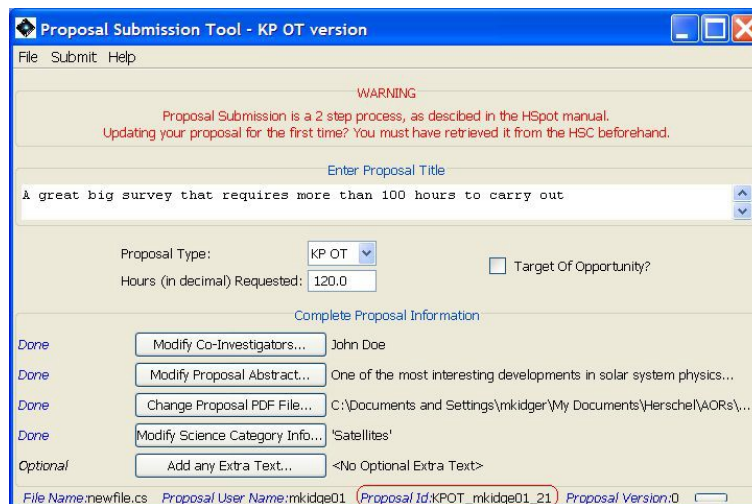 Proposal Submission Tool - KP OT version
File Submit Help
WARNING
Proposal Submission is a 2 step process, as descibed in the HSpot manual.
Updating your proposal for the first time? You must have retrieved it from the HSC beforehand.
Enter Proposal Title
A great big survey that requires more than 100 hours to carry out
Proposal Type: KP OT
Target Of Opportunity?
Hours (in decimal) Requested: 120.0
Complete Proposal Information
Done Modify Co-Investigators... John Doe
Done Modify Proposal Abstract... One of the most interesting developments in solar system physics...
Done Change Proposal PDF File... C:\Documents and Settings\mkidger\My Documents\Herschel\AORs\...
Done Modify Science Category Info... 'Satellites'
Optional Add any Extra Text... <No Optional Extra Text>
File Name:newfile.cs Proposal User Name:mkidge01 Proposal Id:KPOT_mkidge01_21 Proposal Version:0